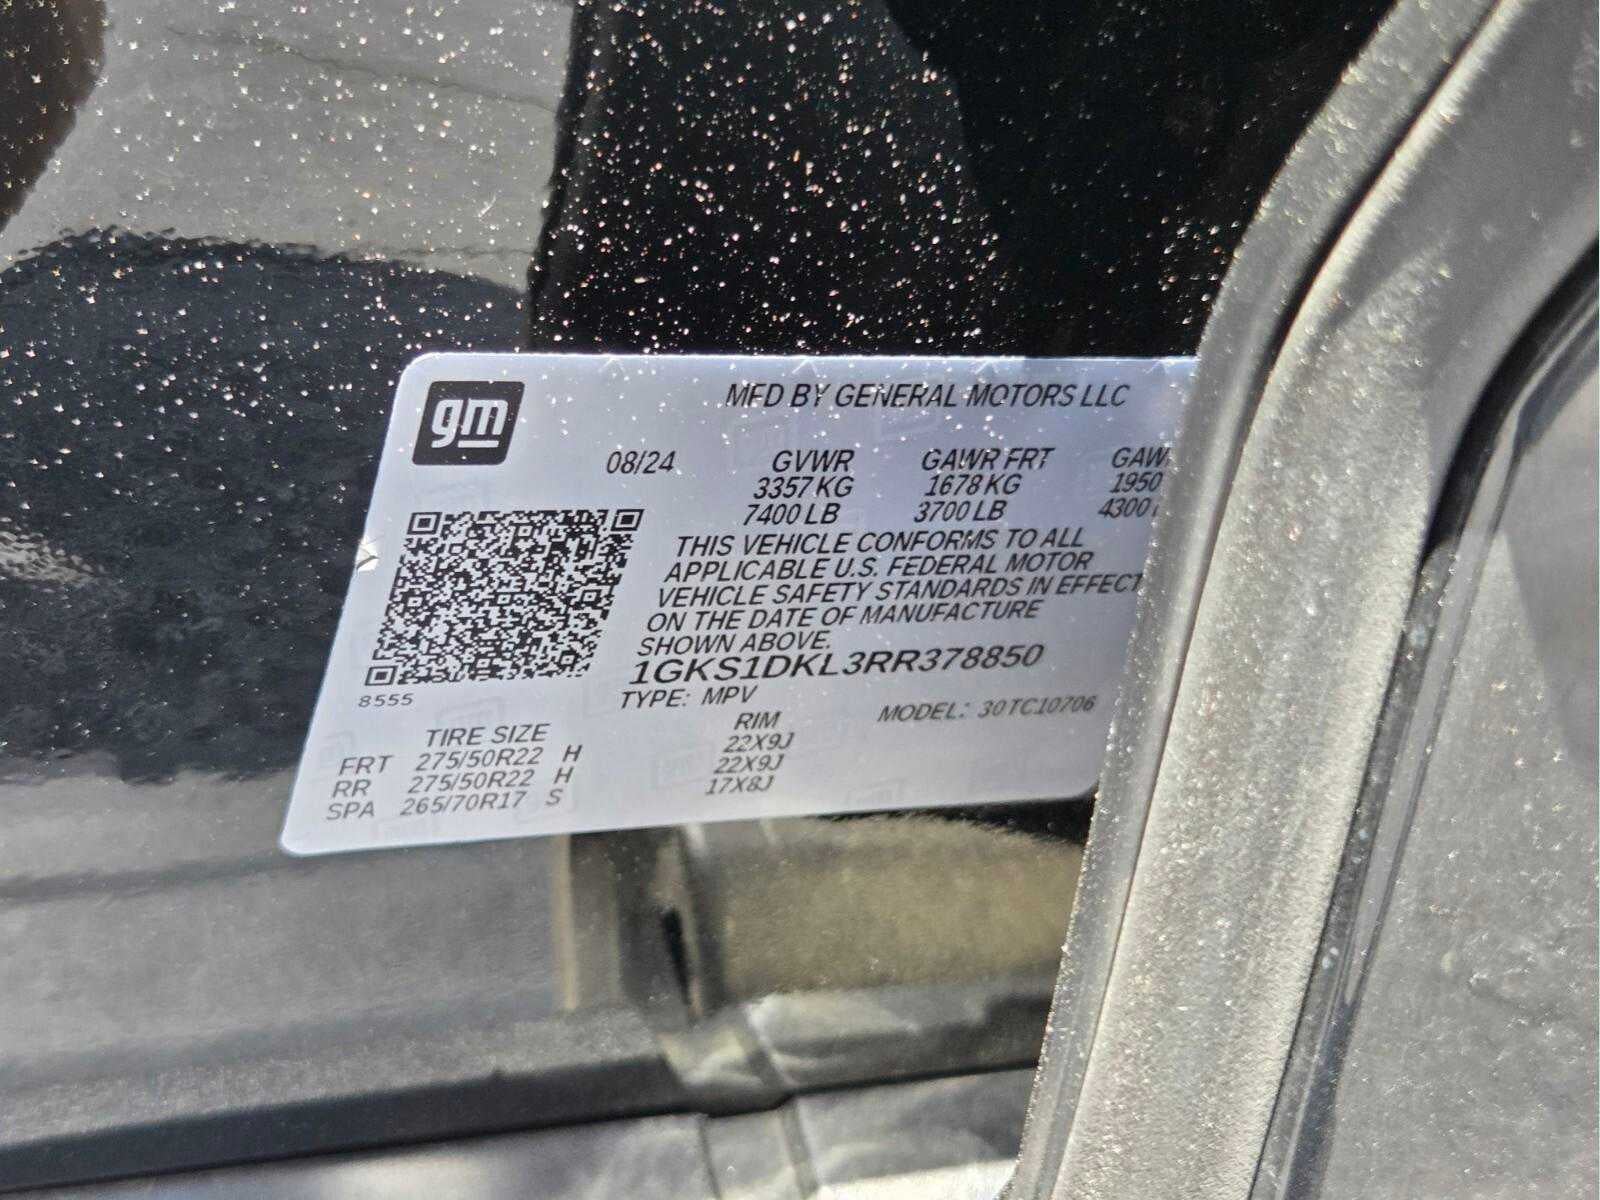 gm
MFD BY GENERAL MOTORS LLC
08/24 GVWR GAWR FRT GAWR
3357 KG 1678 KG 1950
7400 LB 3700 LB 4300
THIS VEHICLE CONFORMS TO ALL
APPLICABLE U.S. FEDERAL MOTOR
VEHICLE SAFETY STANDARDS IN EFFECT
ON THE DATE OF MANUFACTURE
SHOWN ABOVE.
1GKS1DKL3RR378850
8555
TYPE: MPV MODEL: 30TC10706
TIRE SIZE RIM
FRT 275/50R22 H 22X9J
RR 275/50R22 H 22X9J
SPA 265/70R17 S 17X8J